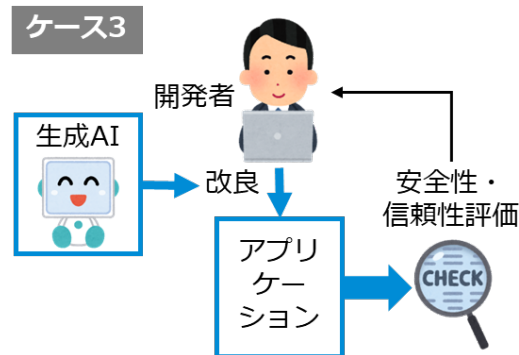 ケース3
開発者
生成AI
改良
安全性・
信頼性評価
アプリ
ケー
ション
CHECK